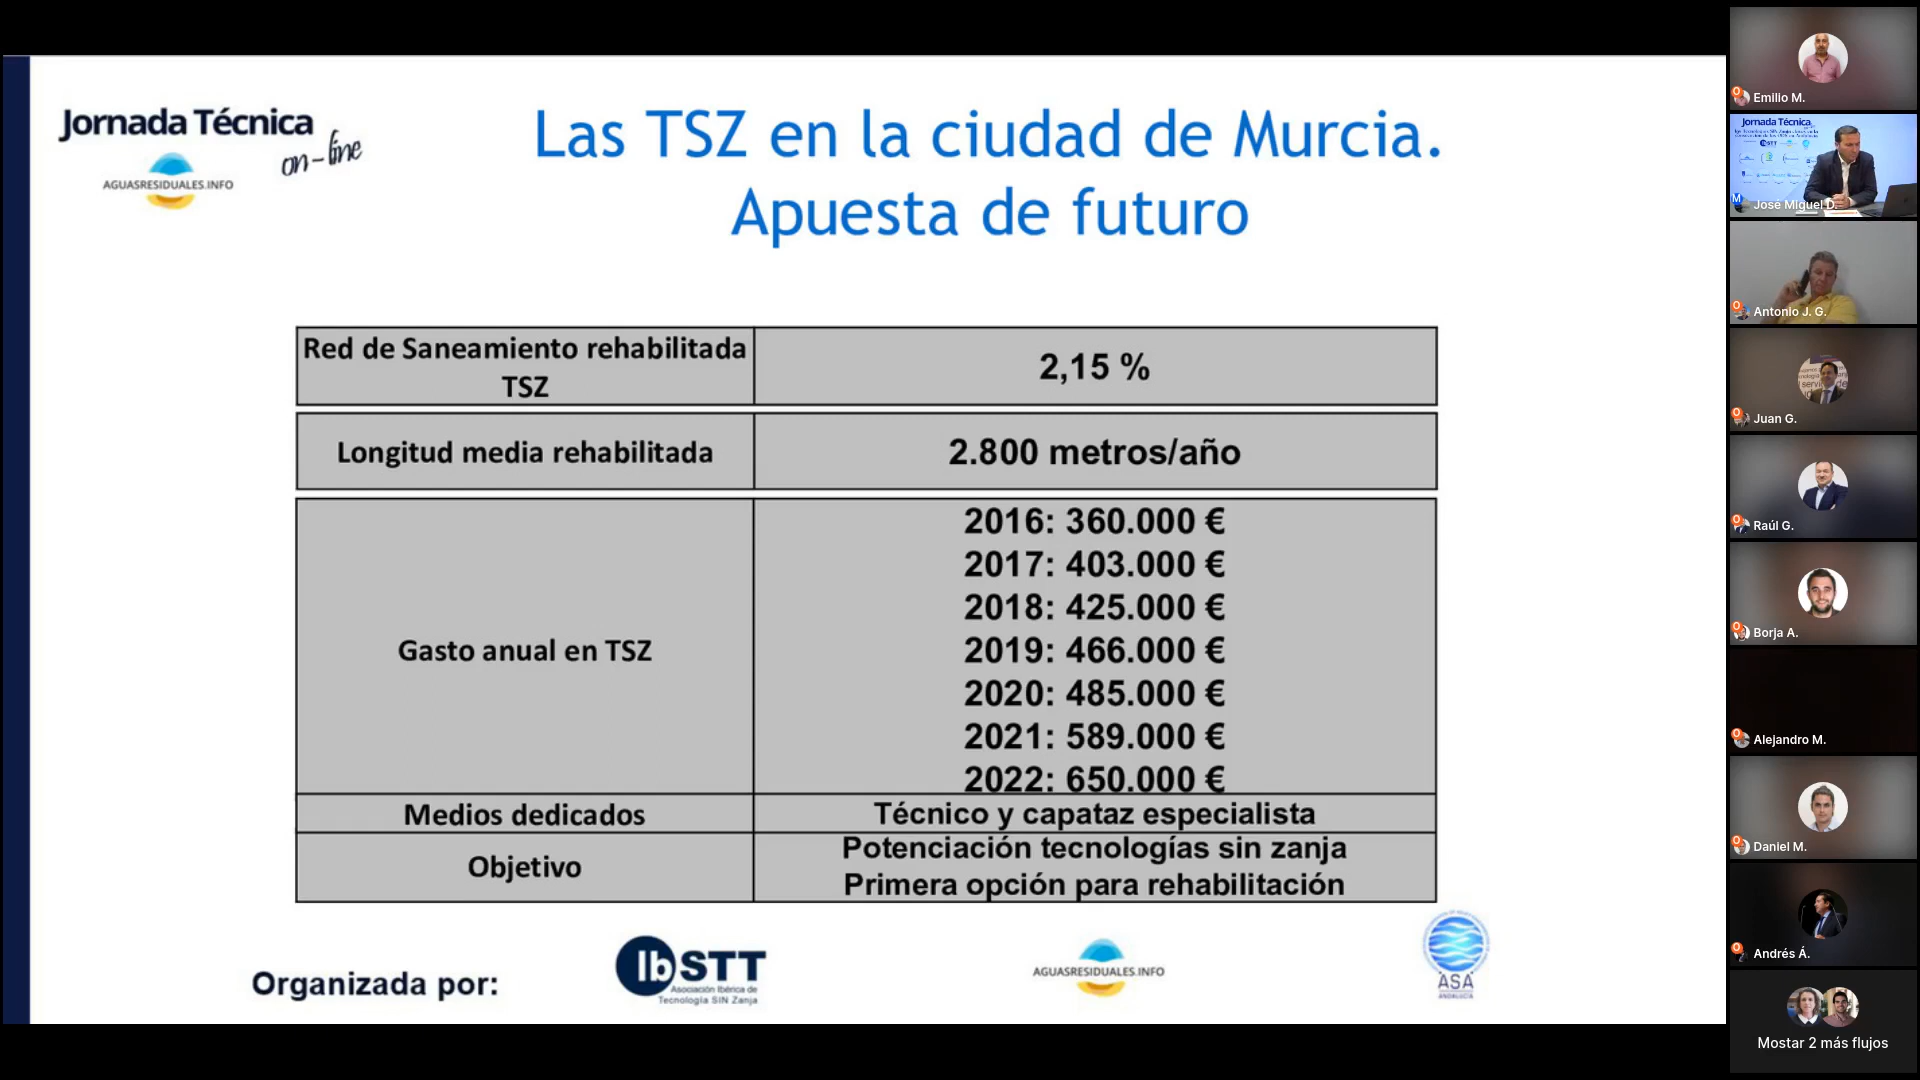 Jornada Técnica
on-line
AGUASRESIDUALES.INFO
Las TSZ en la ciudad de Murcia.
Apuesta de futuro
Red de Saneamiento rehabilitada
TSZ
2,15 %
Longitud media rehabilitada
2.800 metros/año
Gasto anual en TSZ
2016: 360.000 €
2017: 403.000 €
2018: 425.000 €
2019: 466.000 €
2020: 485.000 €
2021: 589.000 €
2022: 650.000 €
Medios dedicados
Técnico y capataz especialista
Objetivo
Potenciación tecnologías sin zanja
Primera opción para rehabilitación
Organizada por:
IbSTT
Asociación Ibérica de
Tecnología SIN Zanja
AGUASRESIDUALES.INFO
ASA
ANDALUCÍA
Emilio M.
Jornada Técnica
José Miguel D.
Antonio J. G.
Juan G.
Raúl G.
Borja A.
Alejandro M.
Daniel M.
Andrés Á.
Mostar 2 más flujos